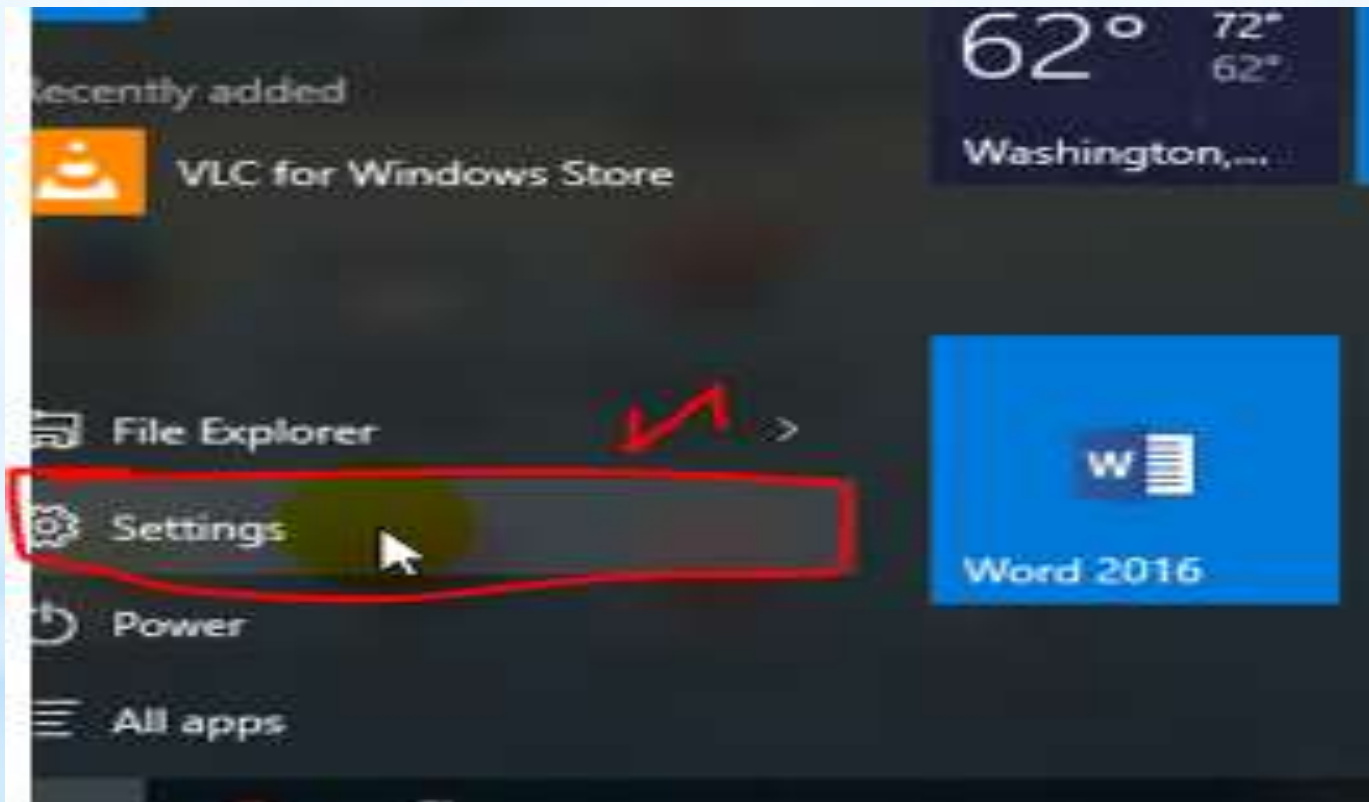 Recently added
VLC for Windows Store
File Explorer
Settings
Power
All apps
62° 72°
62°
Washington,...
W
Word 2016